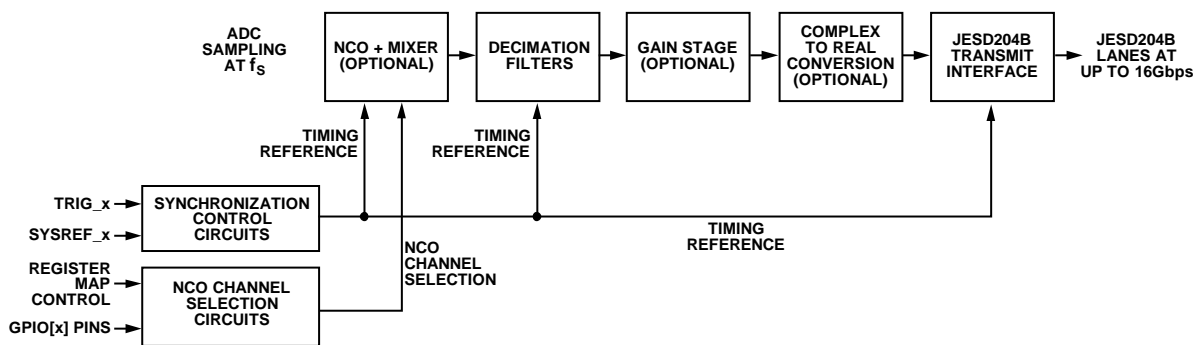 ADC
SAMPLING
AT fS
NCO + MIXER
(OPTIONAL)
DECIMATION
FILTERS
GAIN STAGE
(OPTIONAL)
COMPLEX
TO REAL
CONVERSION
(OPTIONAL)
JESD204B
TRANSMIT
INTERFACE
JESD204B
LANES AT
UP TO 16Gbps
TIMING
REFERENCE
TIMING
REFERENCE
TRIG_x
SYSREF_x
SYNCHRONIZATION
CONTROL
CIRCUITS
TIMING
REFERENCE
NCO
CHANNEL
SELECTION
REGISTER
MAP
CONTROL
GPIO[x] PINS
NCO CHANNEL
SELECTION
CIRCUITS